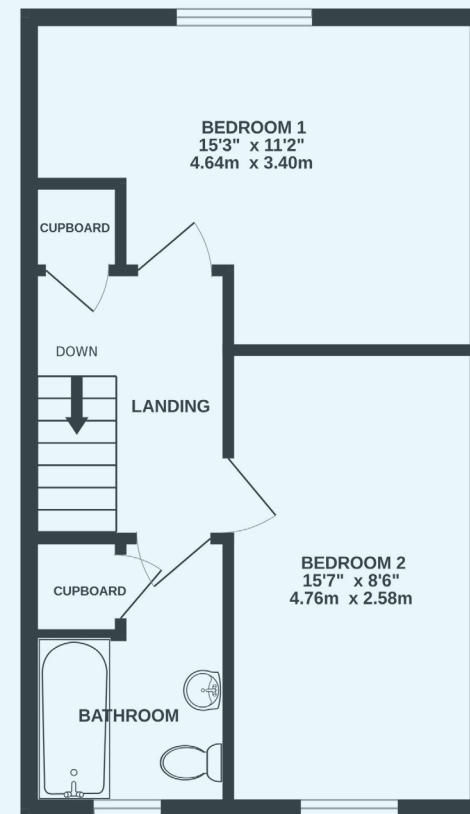 BEDROOM 1
15'3" x 11'2"
4.64m x 3.40m
CUPBOARD
DOWN
LANDING
BEDROOM 2
15'7" x 8'6"
4.76m x 2.58m
CUPBOARD
BATHROOM